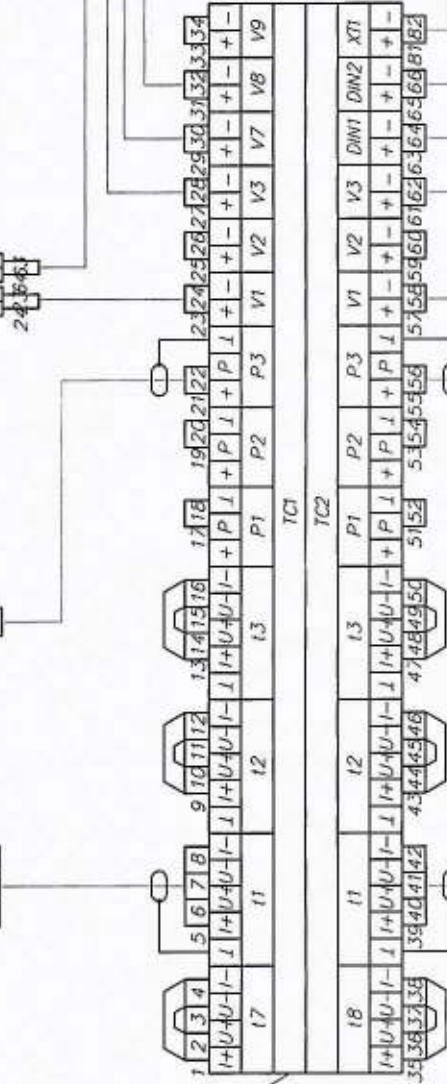 24 23 64 63
1 2 3 4 5 6 7 8 9 10 11 12 13 14 15 16 17 18 19 20 21 22 23 24 25 26 27 28 29 30 31 32 33 34
I+ U+ U- I- ⊥ I+ U+ U- I- ⊥ I+ U+ U- I- ⊥ I+ U+ U- I- + P ⊥ + P ⊥ + P ⊥ + - + - + - + - + - + -
t7 t1 t2 t3 P1 P2 P3 V1 V2 V3 V7 V8 V9
TC1
TC2
t8 t1 t2 t3 P1 P2 P3 V1 V2 V3 DIN1 DIN2 XT1
I+ U+ U- I- ⊥ I+ U+ U- I- ⊥ I+ U+ U- I- ⊥ I+ U+ U- I- + P ⊥ + P ⊥ + P ⊥ + - + - + - + - + - + -
35 36 37 38 39 40 41 42 43 44 45 46 47 48 49 50 51 52 53 54 55 56 57 58 59 60 61 62 63 64 65 66 81 82